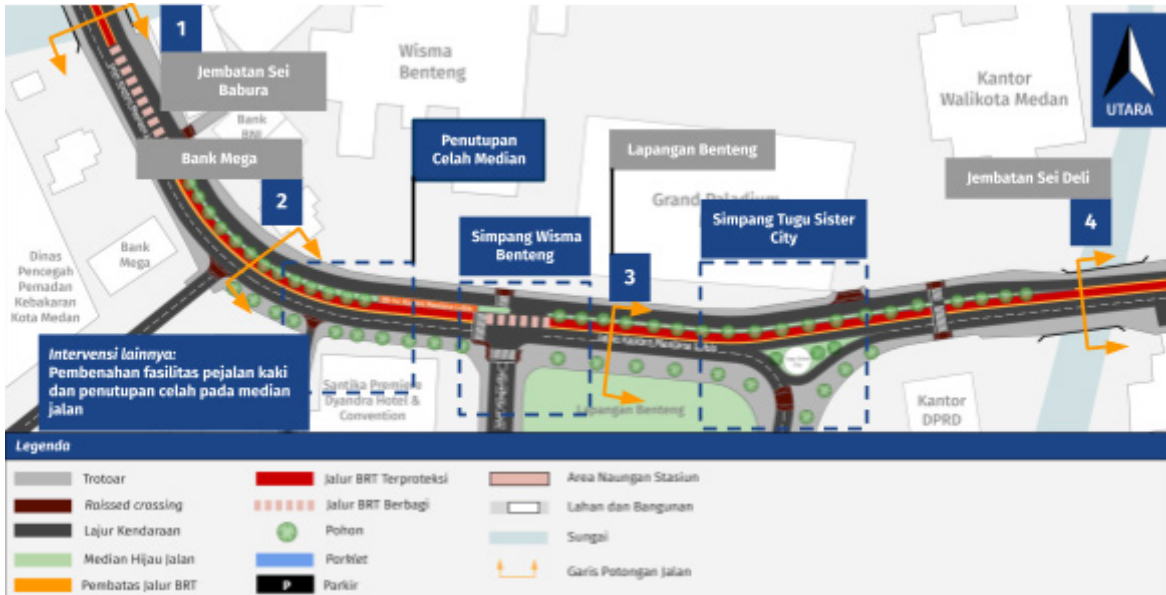 1
Jembatan Sei
Babura
Wisma
Benteng
Bank
BNI
Bank Mega
2
Penutupan
Celah Median
Lapangan Benteng
Grand Paladium
Kantor
Walikota Medan
UTARA
Jembatan Sei Deli
4
Simpang Wisma
Benteng
3
Simpang Tugu Sister
City
Bank
Mega
Dinas
Pencegah
Pemadan
Kebakaran
Kota Medan
Intervensi lainnya:
Pembenahan fasilitas pejalan kaki
dan penutupan celah pada median
jalan
Santika Premiere
Dyandra Hotel &
Convention
Lapangan Benteng
Kantor
DPRD
Legenda
Trotoar
Raissed crossing
Lajur Kendaraan
Median Hijau Jalan
Pembatas Jalur BRT
Jalur BRT Terproteksi
Jalur BRT Berbagi
Pohon
Parklet
P
Parkir
Area Naungan Stasiun
Lahan dan Bangunan
Sungai
Garis Potongan Jalan